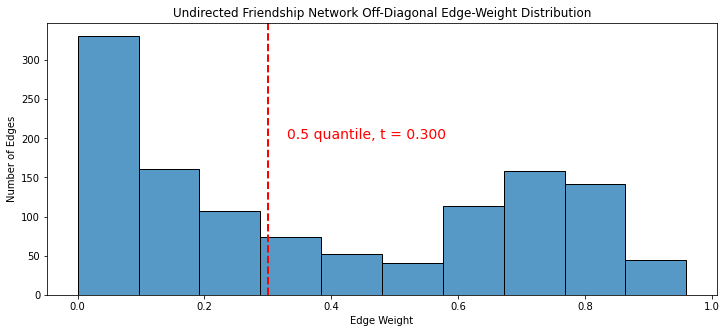 Undirected Friendship Network Off-Diagonal Edge-Weight Distribution
Number of Edges
300
250
200
150
100
50
0
0.5 quantile, t = 0.300
0.0 0.2 0.4 0.6 0.8 1.0
Edge Weight